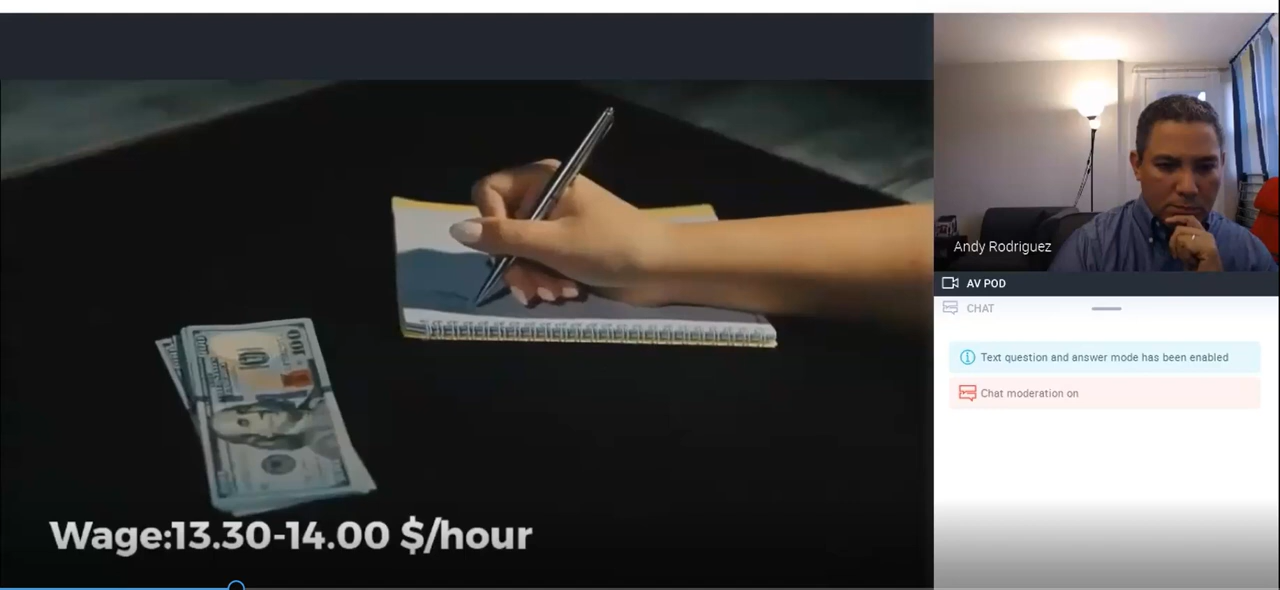 Wage:13.30-14.00 $/hour
Andy Rodriguez
AV POD
CHAT
Text question and answer mode has been enabled
Chat moderation on
100